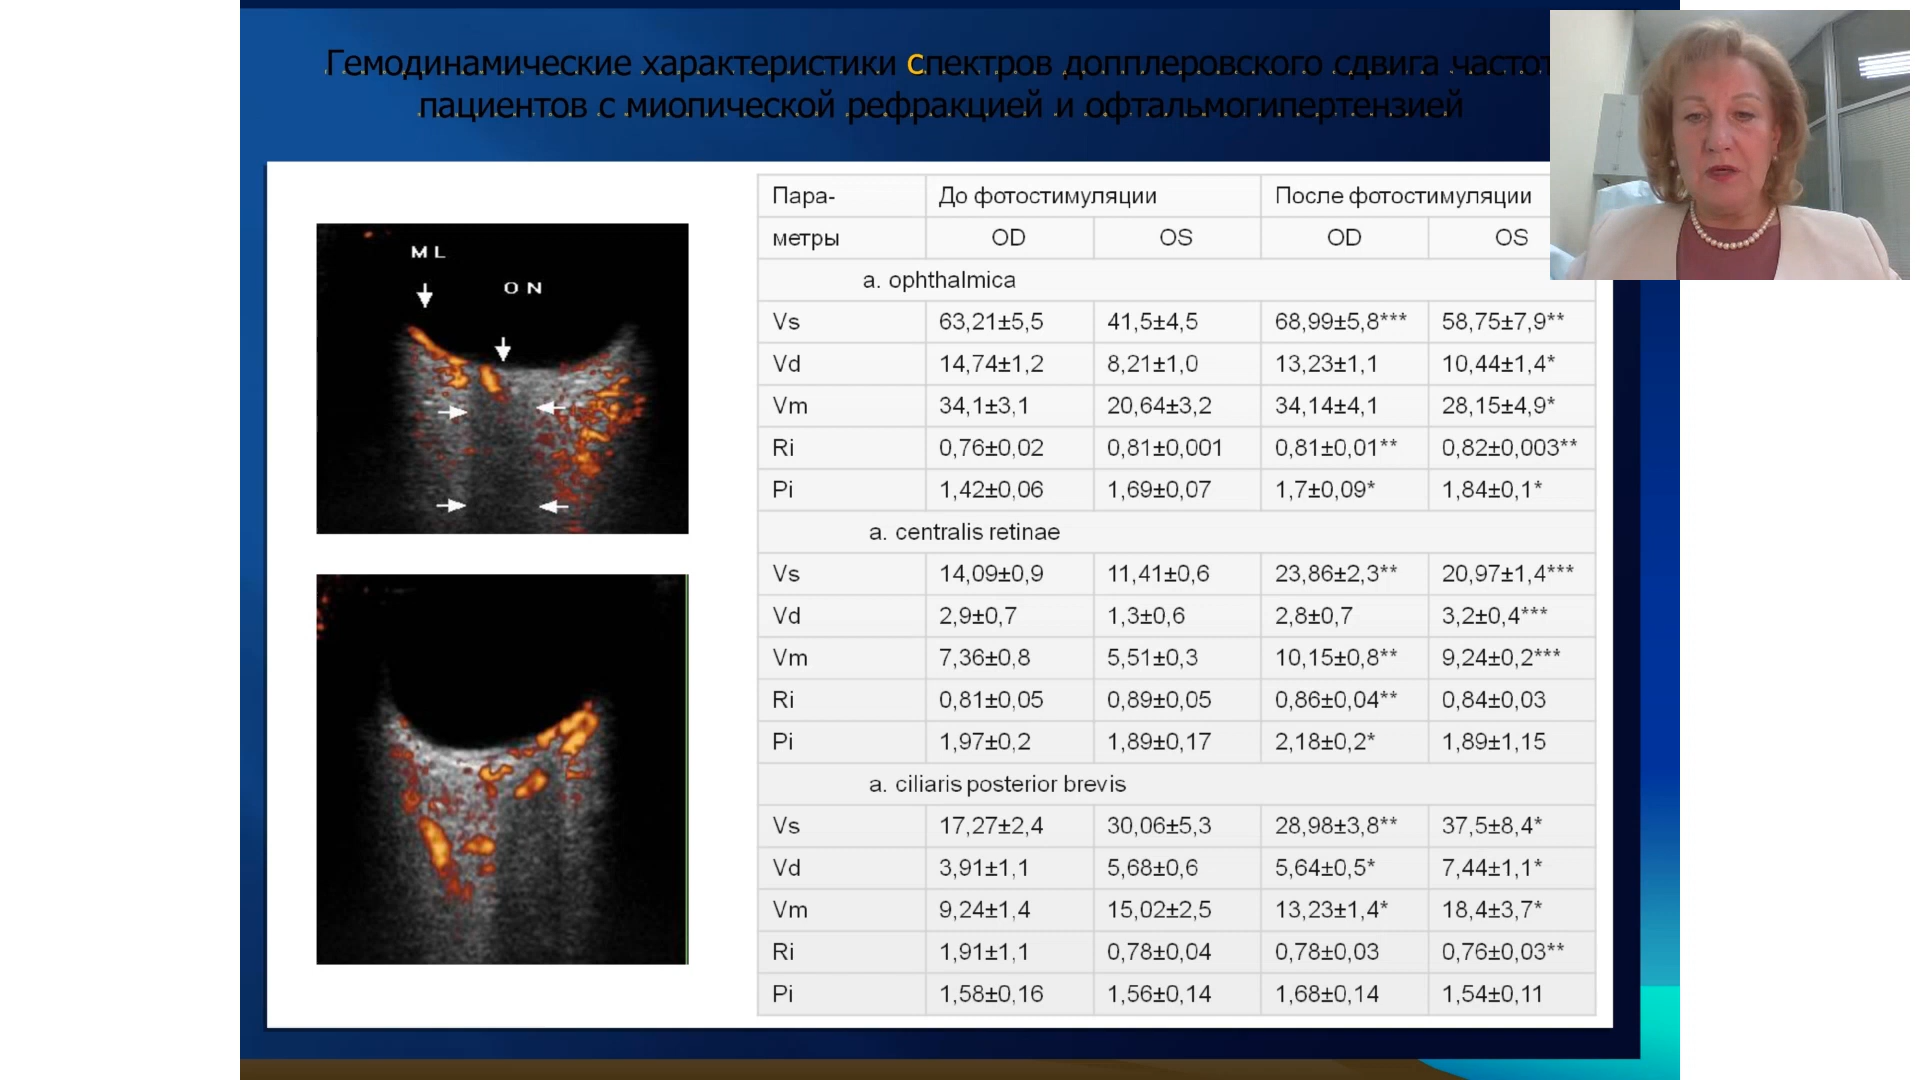 Гемодинамические характеристики спектров допплеровского сдвига частот
пациентов с миопической рефракцией и офтальмогипертензией
M L
O N
Пара- До фотостимуляции После фотостимуляции
метры OD OS OD OS
a. ophthalmica
Vs 63,21±5,5 41,5±4,5 68,99±5,8*** 58,75±7,9**
Vd 14,74±1,2 8,21±1,0 13,23±1,1 10,44±1,4*
Vm 34,1±3,1 20,64±3,2 34,14±4,1 28,15±4,9*
Ri 0,76±0,02 0,81±0,001 0,81±0,01** 0,82±0,003**
Pi 1,42±0,06 1,69±0,07 1,7±0,09* 1,84±0,1*
a. centralis retinae
Vs 14,09±0,9 11,41±0,6 23,86±2,3** 20,97±1,4***
Vd 2,9±0,7 1,3±0,6 2,8±0,7 3,2±0,4***
Vm 7,36±0,8 5,51±0,3 10,15±0,8** 9,24±0,2***
Ri 0,81±0,05 0,89±0,05 0,86±0,04** 0,84±0,03
Pi 1,97±0,2 1,89±0,17 2,18±0,2* 1,89±1,15
a. ciliaris posterior brevis
Vs 17,27±2,4 30,06±5,3 28,98±3,8** 37,5±8,4*
Vd 3,91±1,1 5,68±0,6 5,64±0,5* 7,44±1,1*
Vm 9,24±1,4 15,02±2,5 13,23±1,4* 18,4±3,7*
Ri 1,91±1,1 0,78±0,04 0,78±0,03 0,76±0,03**
Pi 1,58±0,16 1,56±0,14 1,68±0,14 1,54±0,11